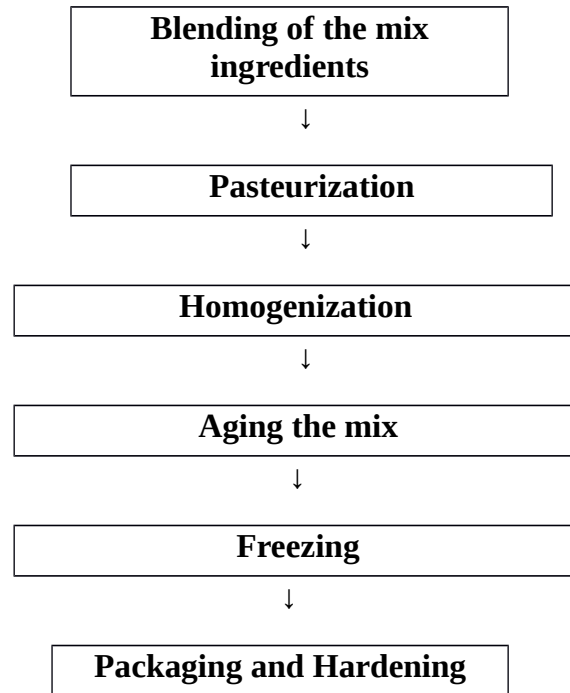 Blending of the mix
ingredients
↓
Pasteurization
↓
Homogenization
↓
Aging the mix
↓
Freezing
↓
Packaging and Hardening